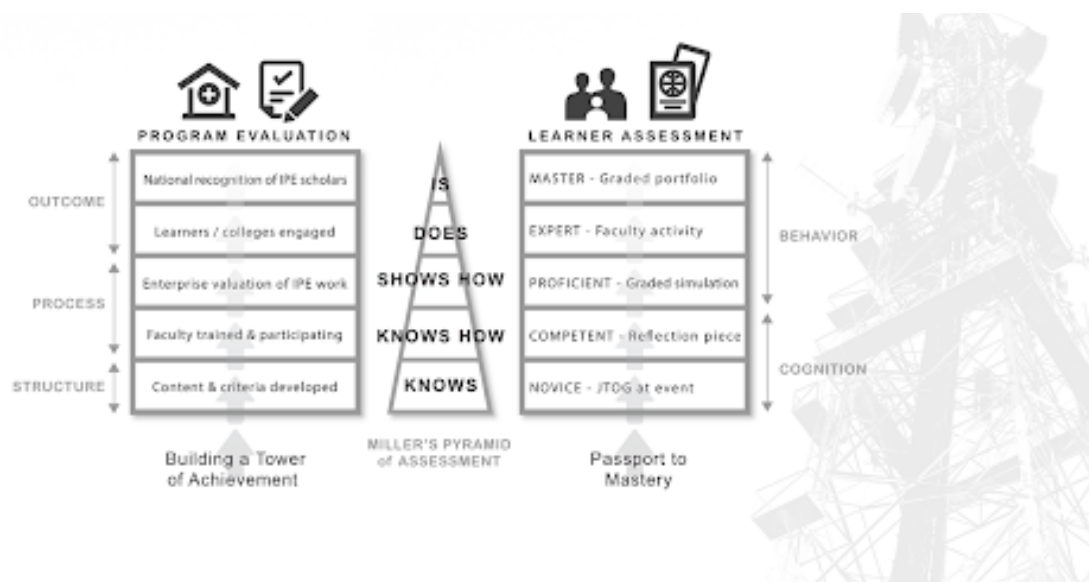 PROGRAM EVALUATION
LEARNER ASSESSMENT
OUTCOME
PROCESS
STRUCTURE
National recognition of IPE scholars
Learners / colleges engaged
Enterprise valuation of IPE work
Faculty trained & participating
Content & criteria developed
Building a Tower
of Achievement
IS
DOES
SHOWS HOW
KNOWS HOW
KNOWS
MILLER'S PYRAMID
of ASSESSMENT
MASTER - Graded portfolio
EXPERT - Faculty activity
PROFICIENT - Graded simulation
COMPETENT - Reflection piece
NOVICE - JTOG at event
Passport to
Mastery
BEHAVIOR
COGNITION